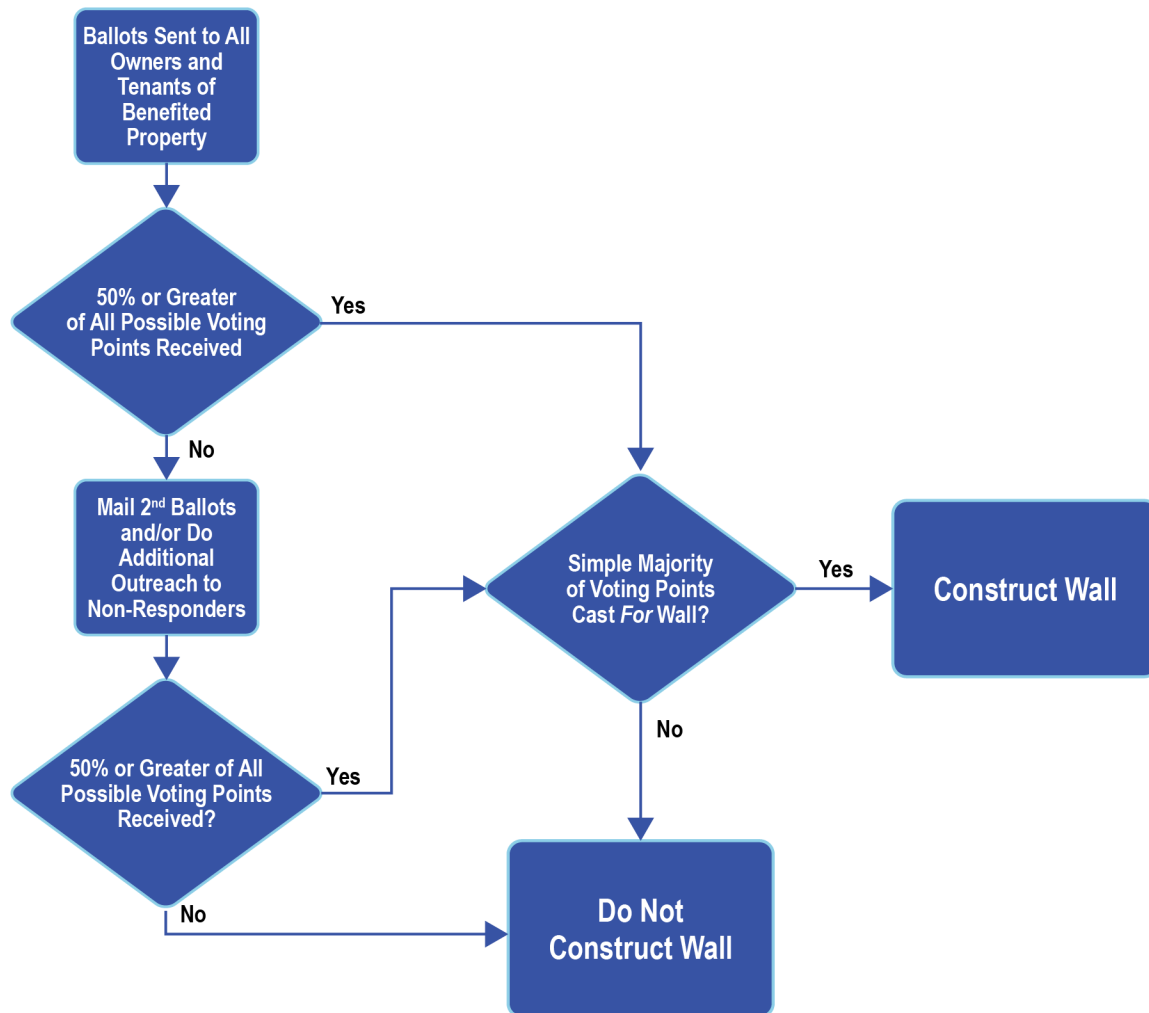 Ballots Sent to All
Owners and
Tenants of
Benefited
Property
50% or Greater
of All Possible Voting
Points Received
Yes
No
Mail 2nd Ballots
and/or Do
Additional
Outreach to
Non-Responders
Simple Majority
of Voting Points
Cast For Wall?
Yes
Construct Wall
No
50% or Greater of All
Possible Voting Points
Received?
Yes
No
Do Not
Construct Wall